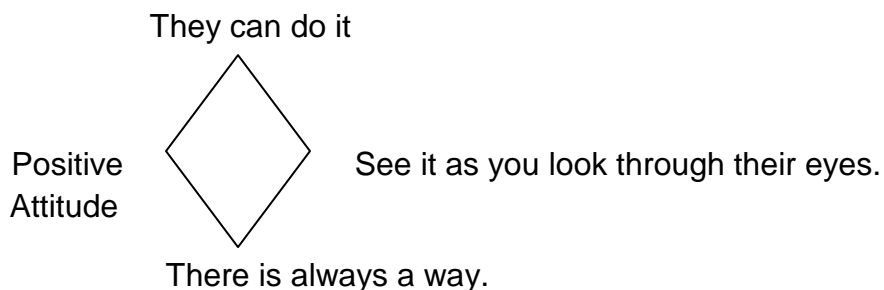 They can do it
Positive
Attitude
See it as you look through their eyes.
There is always a way.